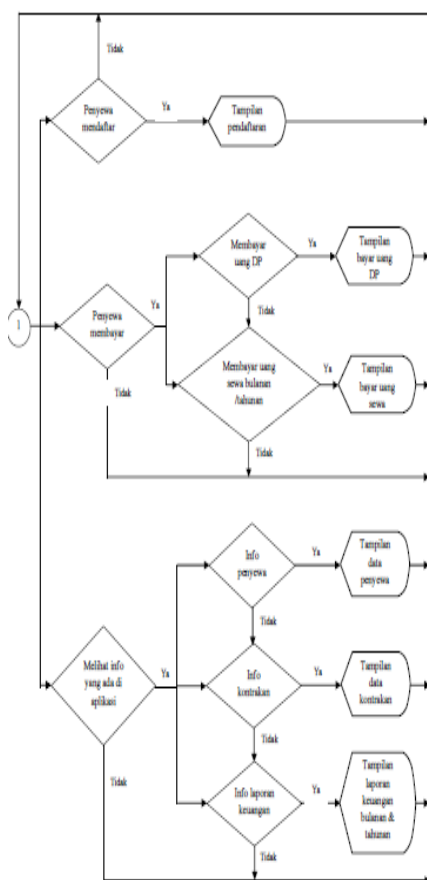 Tidak
Penyewa
mendaftar
Ya
Tampilan
pendaftaran
Membayar
uang DP
Ya
Tampilan
bayar uang
DP
Tidak
1
Penyewa
membayar
Ya
Membayar uang
sewa bulanan
/tahunan
Ya
Tampilan
bayar uang
sewa
Tidak
Tidak
Info
penyewa
Ya
Tampilan
data
penyewa
Tidak
Melihat info
yang ada di
aplikasi
Ya
Info
kontrakan
Ya
Tampilan
data
kontrakan
Tidak
Tidak
Info laporan
keuangan
Ya
Tampilan
laporan
keuangan
bulanan &
tahunan
Tidak